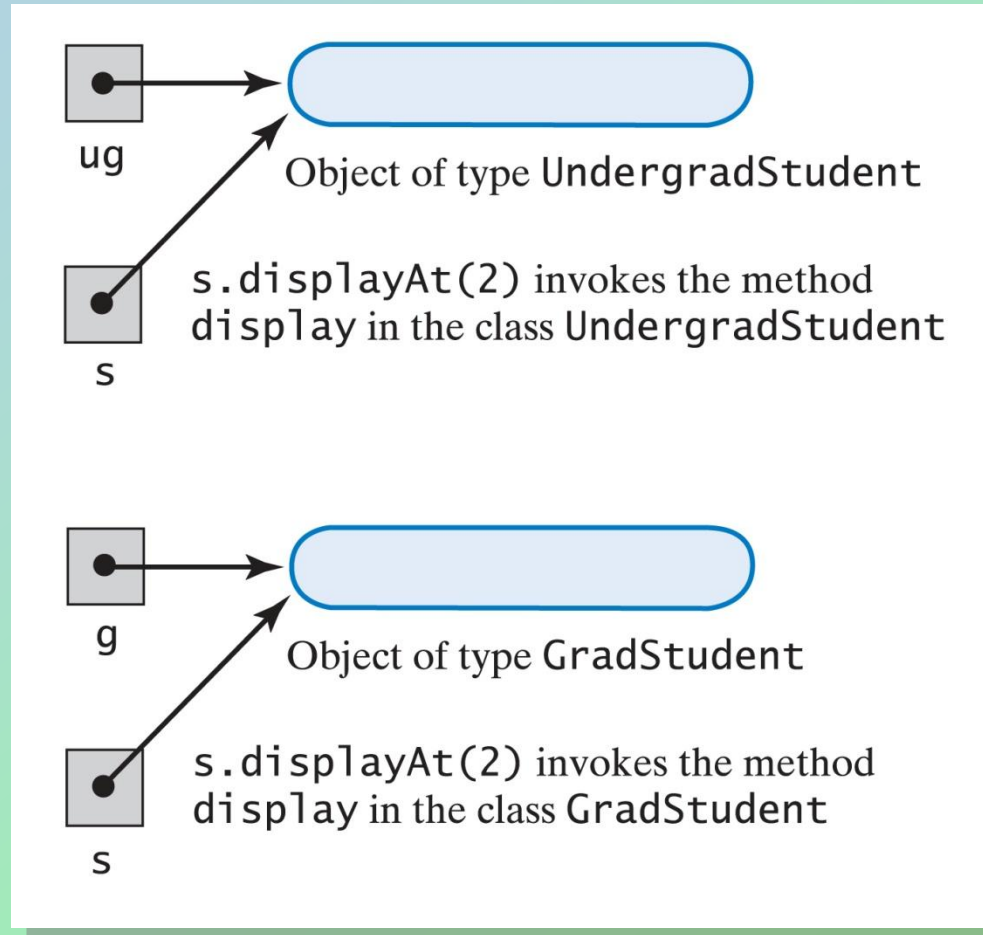 ug
Object of type UndergradStudent
s.displayAt(2) invokes the method
display in the class UndergradStudent
s
g
Object of type GradStudent
s.displayAt(2) invokes the method
display in the class GradStudent
s